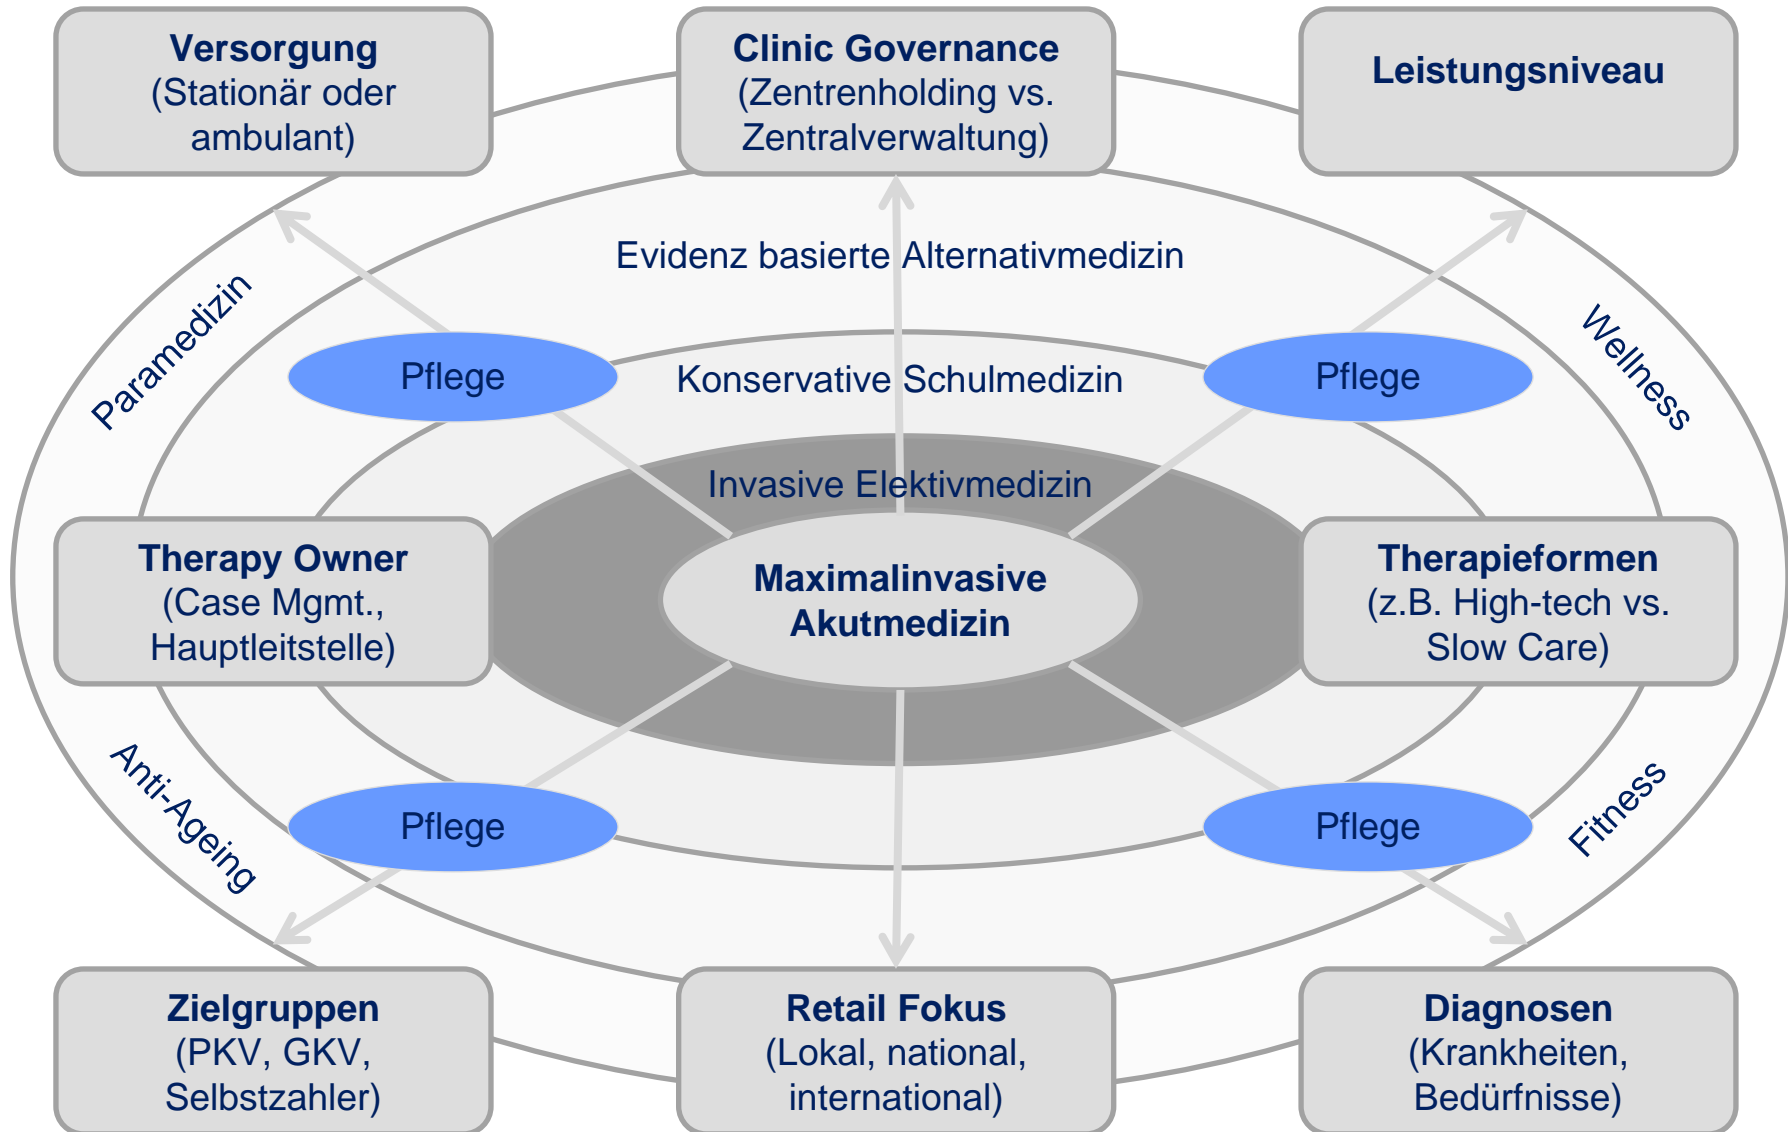 Versorgung
(Stationär oder
ambulant)
Clinic Governance
(Zentrenholding vs.
Zentralverwaltung)
Leistungsniveau
Evidenz basierte Alternativmedizin
Paramedizin
Wellness
Pflege
Konservative Schulmedizin
Pflege
Invasive Elektivmedizin
Therapy Owner
(Case Mgmt.,
Hauptleitstelle)
Maximalinvasive
Akutmedizin
Therapieformen
(z.B. High-tech vs.
Slow Care)
Anti-Ageing
Pflege
Pflege
Fitness
Zielgruppen
(PKV, GKV,
Selbstzahler)
Retail Fokus
(Lokal, national,
international)
Diagnosen
(Krankheiten,
Bedürfnisse)